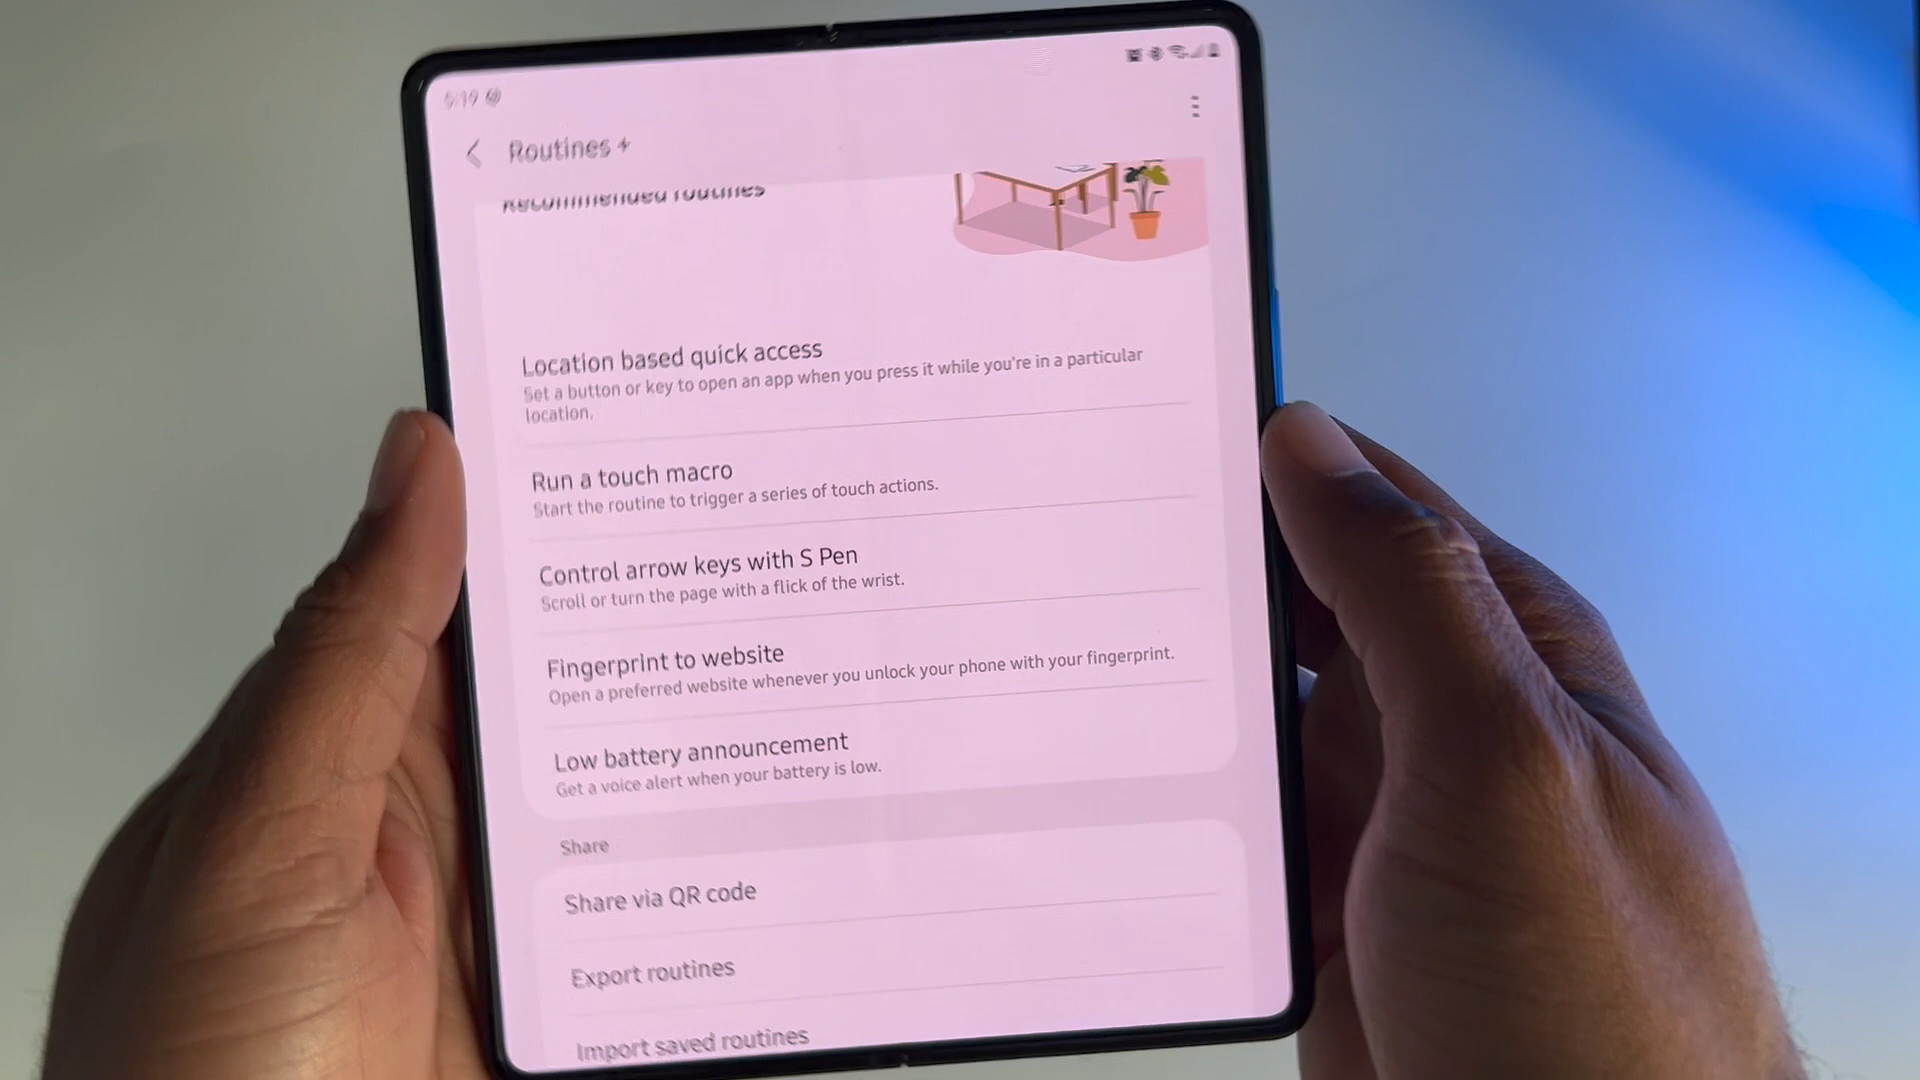 5:19
Routines +
Recommended routines
Location based quick access
Set a button or key to open an app when you press it while you're in a particular
location.
Run a touch macro
Start the routine to trigger a series of touch actions.
Control arrow keys with S Pen
Scroll or turn the page with a flick of the wrist.
Fingerprint to website
Open a preferred website whenever you unlock your phone with your fingerprint.
Low battery announcement
Get a voice alert when your battery is low.
Share
Share via QR code
Export routines
Import saved routines